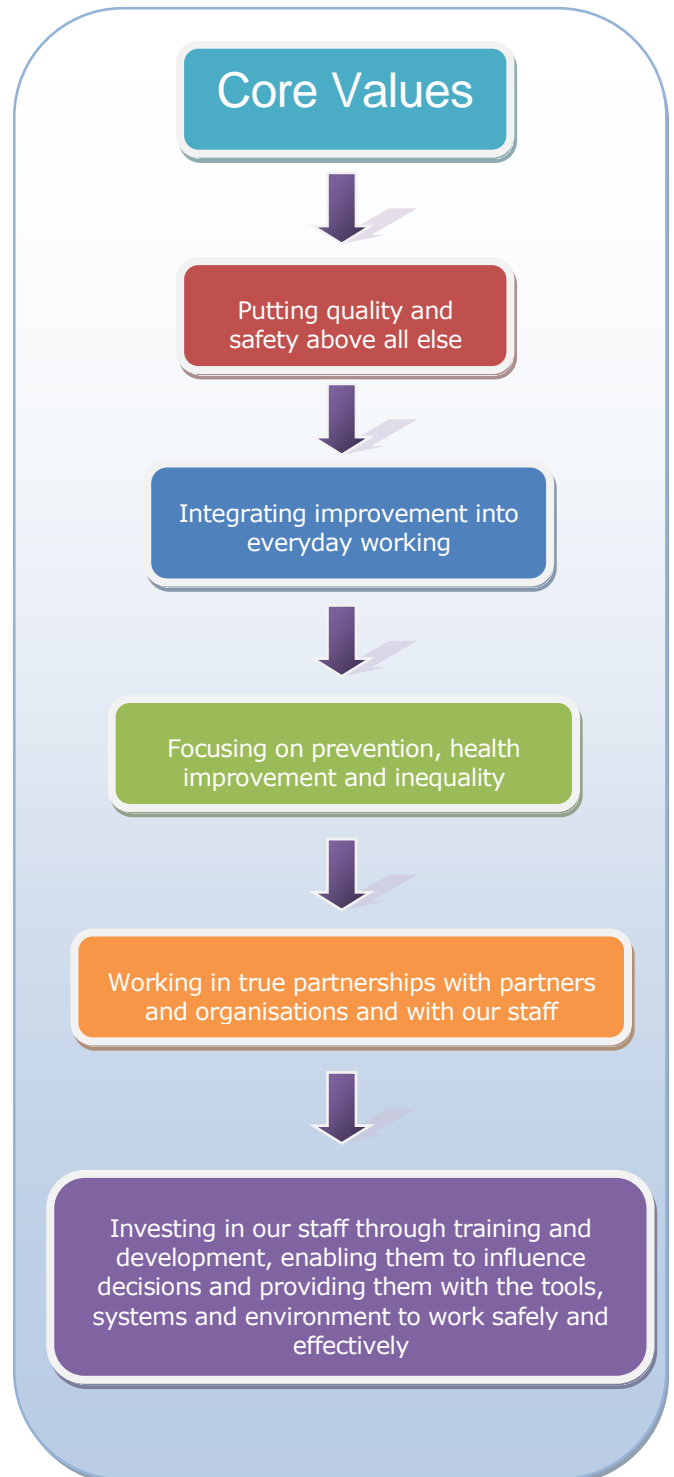 Core Values
Putting quality and
safety above all else
Integrating improvement into
everyday working
Focusing on prevention, health
improvement and inequality
Working in true partnerships with partners
and organisations and with our staff
Investing in our staff through training and
development, enabling them to influence
decisions and providing them with the tools,
systems and environment to work safely and
effectively